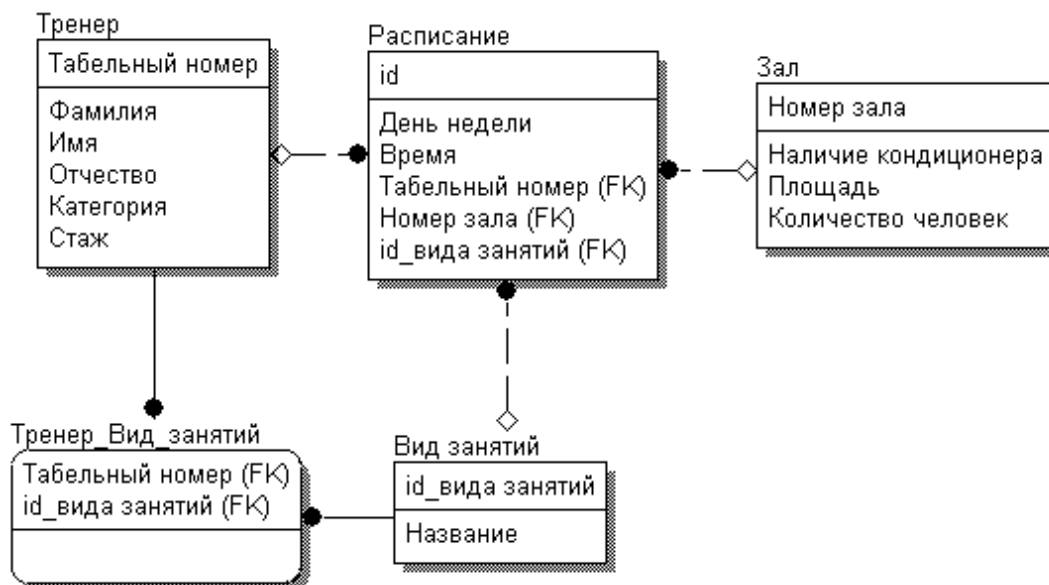 Тренер
Табельный номер
Фамилия
Имя
Отчество
Категория
Стаж
Расписание
id
День недели
Время
Табельный номер (FK)
Номер зала (FK)
id_вида занятий (FK)
Зал
Номер зала
Наличие кондиционера
Площадь
Количество человек
Тренер_Вид_занятий
Табельный номер (FK)
id_вида занятий (FK)
Вид занятий
id_вида занятий
Название